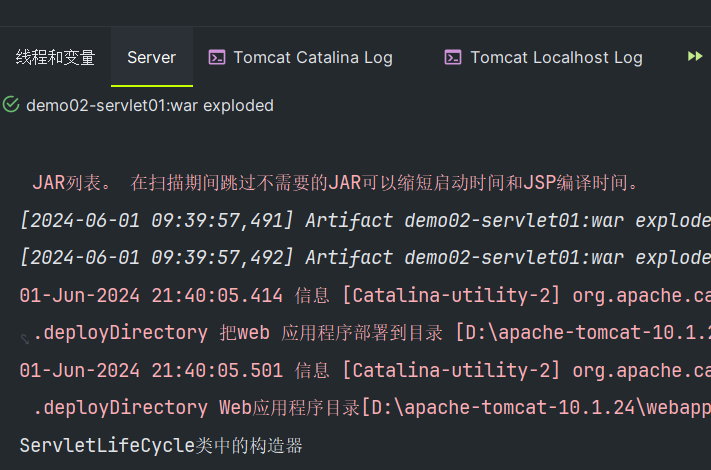 线程和变量 Server Tomcat Catalina Log Tomcat Localhost Log
demo02-servlet01:war exploded
JAR列表。 在扫描期间跳过不需要的JAR可以缩短启动时间和JSP编译时间。
[2024-06-01 09:39:57,491] Artifact demo02-servlet01:war explode
[2024-06-01 09:39:57,492] Artifact demo02-servlet01:war explode
01-Jun-2024 21:40:05.414 信息 [Catalina-utility-2] org.apache.ca
.deployDirectory 把web 应用程序部署到目录 [D:\apache-tomcat-10.1.2
01-Jun-2024 21:40:05.501 信息 [Catalina-utility-2] org.apache.ca
.deployDirectory Web应用程序目录[D:\apache-tomcat-10.1.24\webapp
ServletLifeCycle类中的构造器